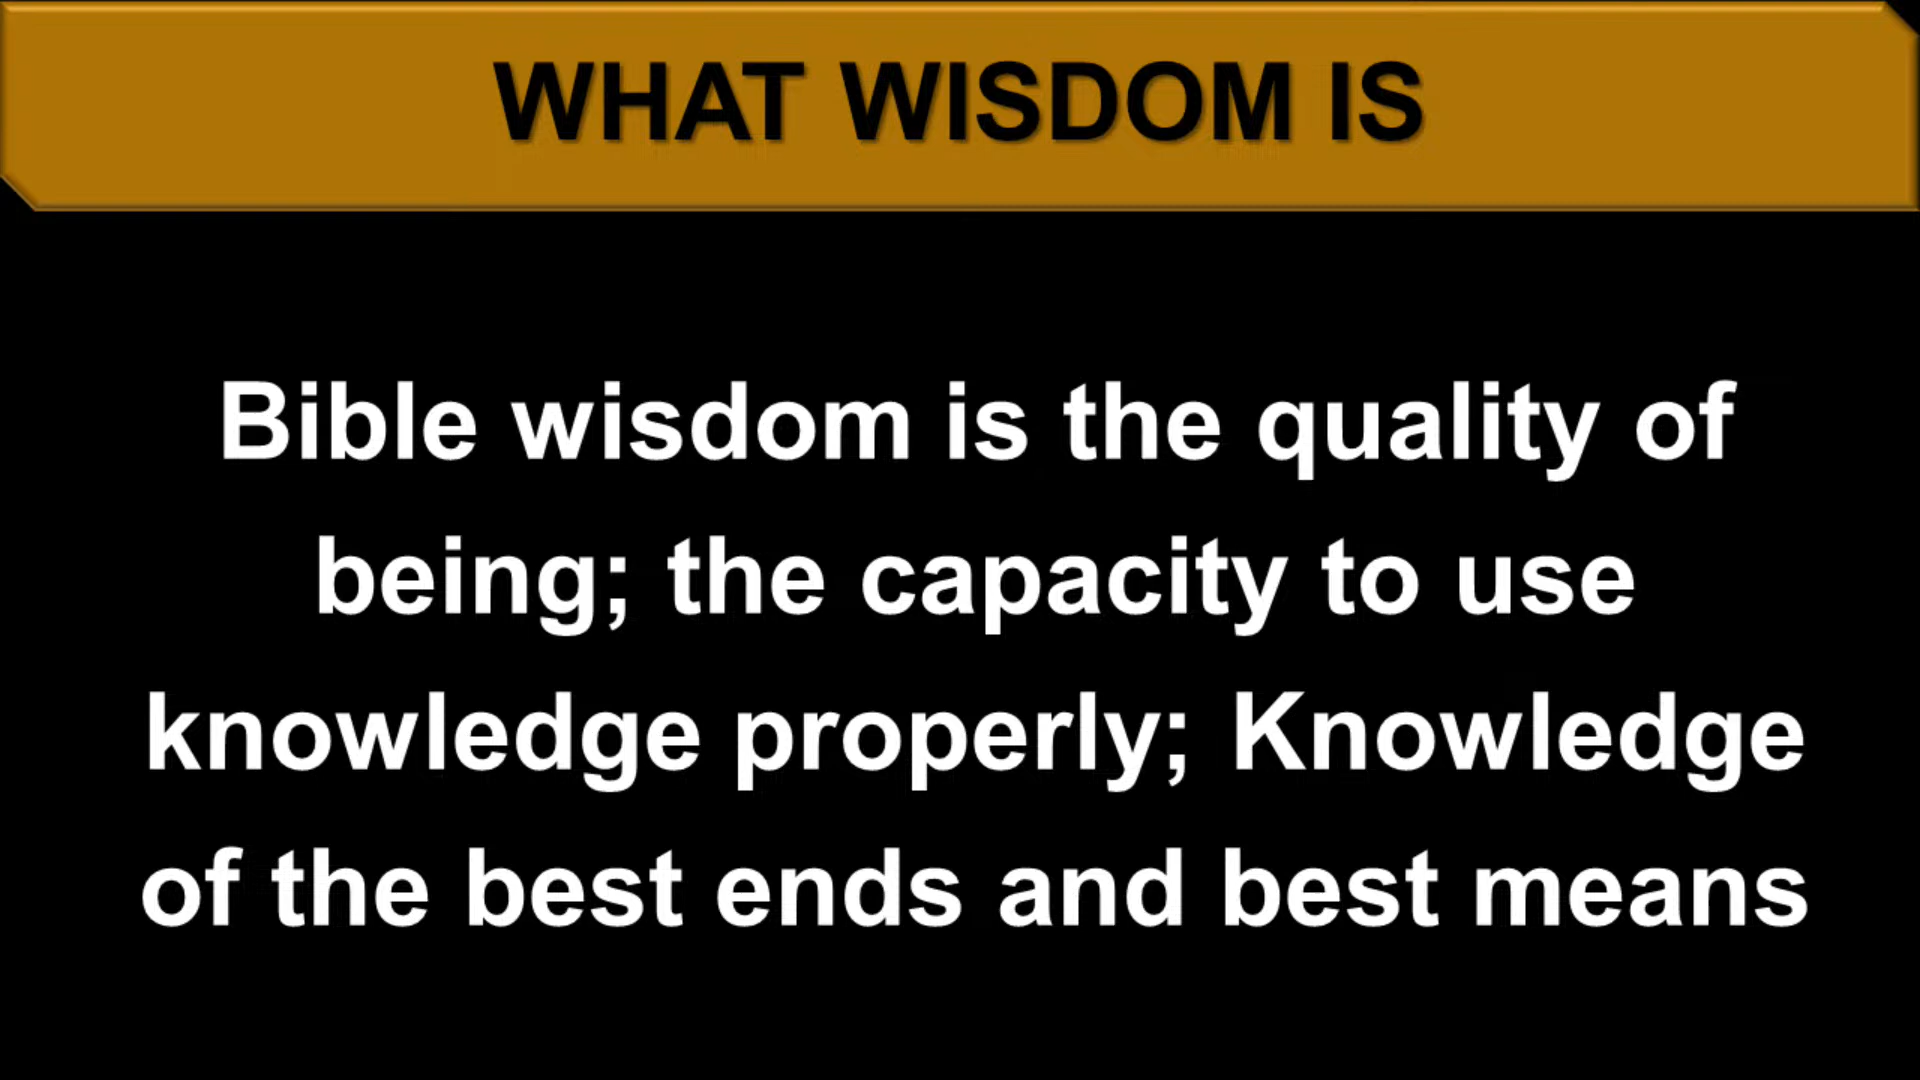 WHAT WISDOM IS
Bible wisdom is the quality of
being; the capacity to use
knowledge properly; Knowledge
of the best ends and best means